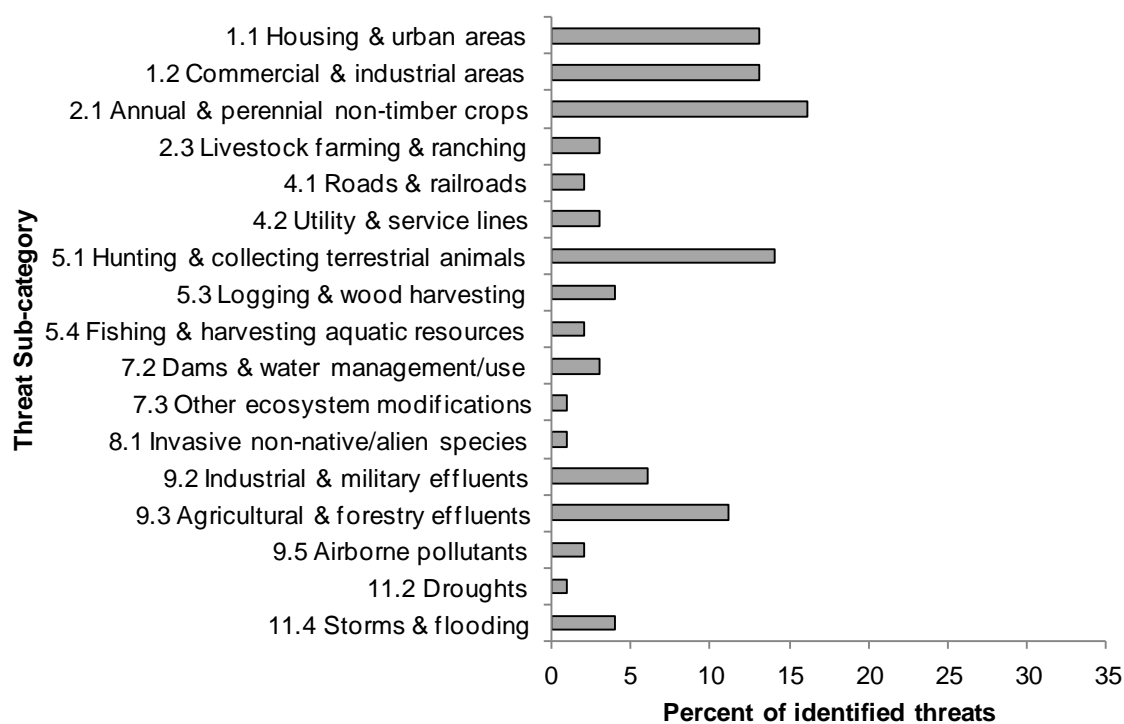 1.1 Housing & urban areas
1.2 Commercial & industrial areas
2.1 Annual & perennial non-timber crops
2.3 Livestock farming & ranching
4.1 Roads & railroads
4.2 Utility & service lines
5.1 Hunting & collecting terrestrial animals
5.3 Logging & wood harvesting
5.4 Fishing & harvesting aquatic resources
7.2 Dams & water management/use
7.3 Other ecosystem modifications
8.1 Invasive non-native/alien species
9.2 Industrial & military effluents
9.3 Agricultural & forestry effluents
9.5 Airborne pollutants
11.2 Droughts
11.4 Storms & flooding
Threat Sub-category
0 5 10 15 20 25 30 35
Percent of identified threats